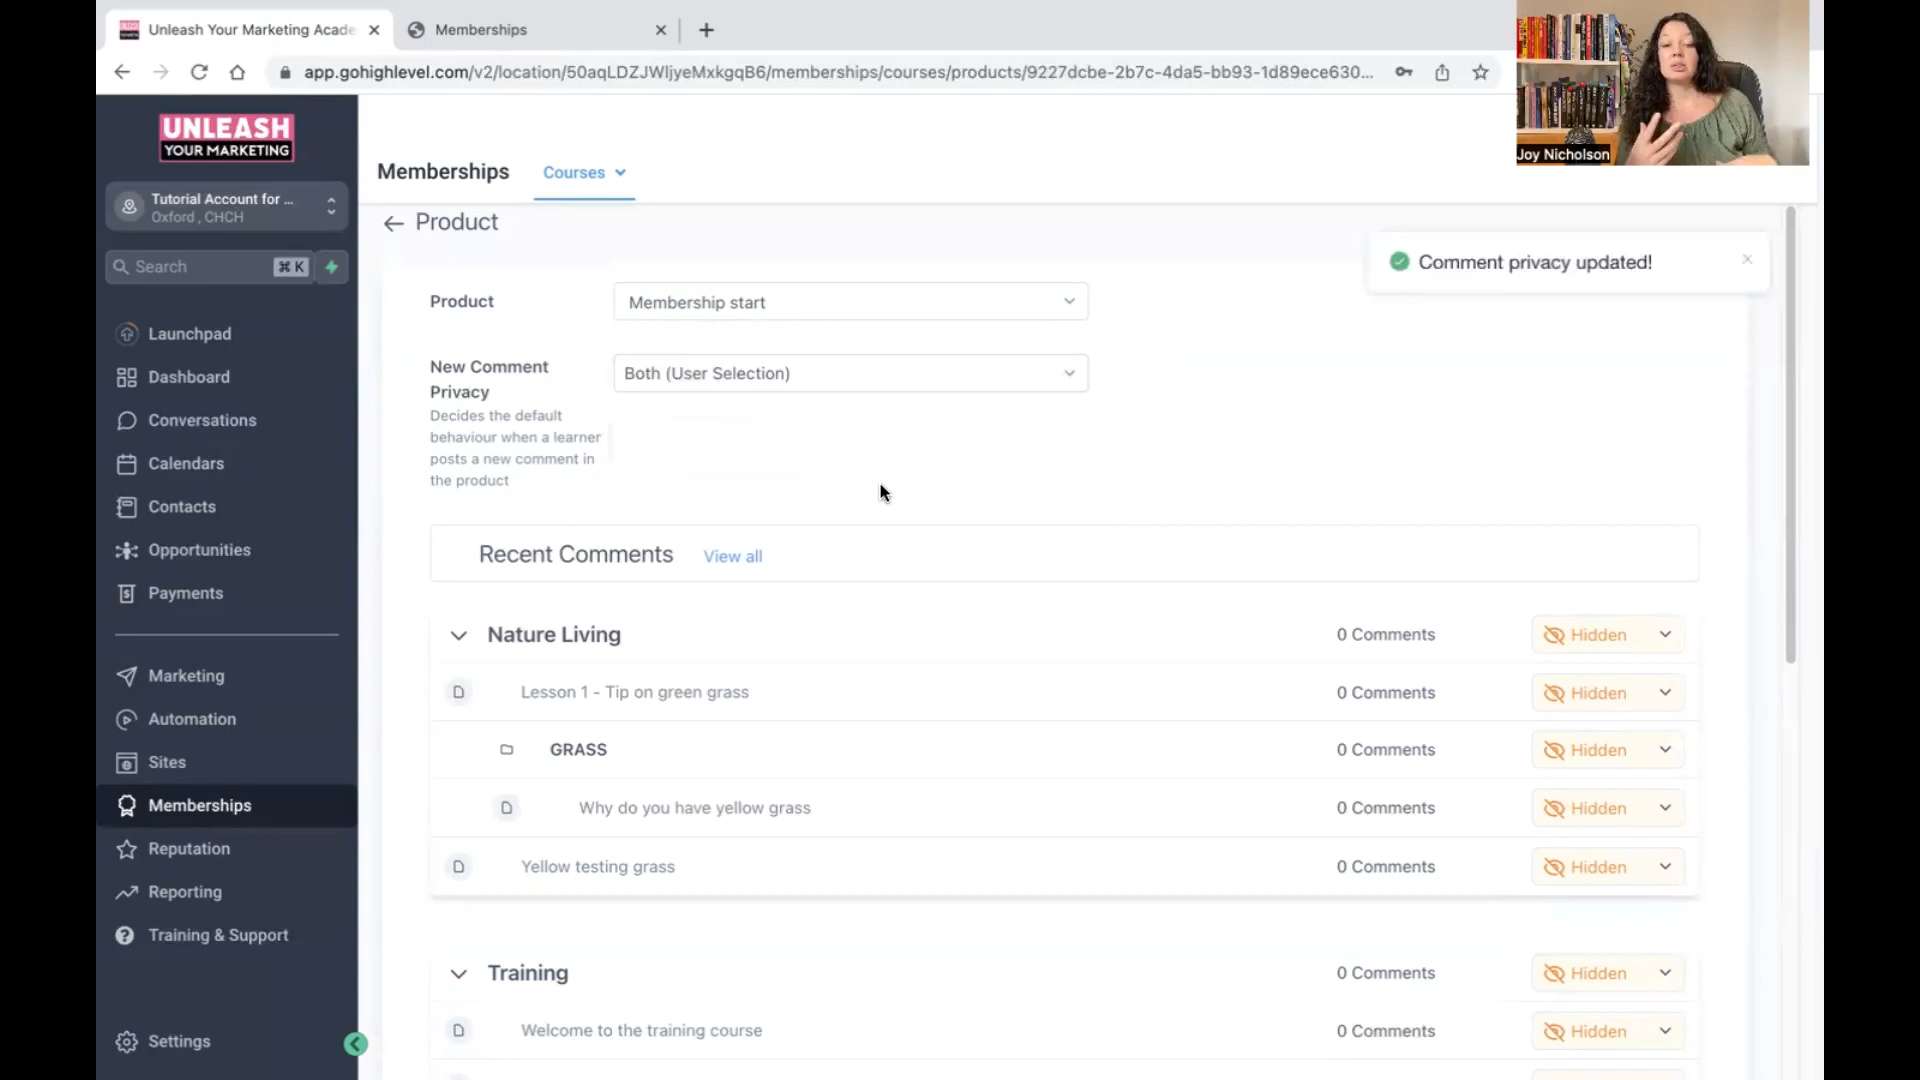 Unleash Your Marketing Acade
Memberships
app.gohighlevel.com/v2/location/50aqLDZJWljyeMxkgqB6/memberships/courses/products/9227dcbe-2b7c-4da5-bb93-1d89ece630...
Joy Nicholson
UNLEASH
YOUR MARKETING
Tutorial Account for ...
Oxford , CHCH
Search
⌘ K
Launchpad
Dashboard
Conversations
Calendars
Contacts
Opportunities
Payments
Marketing
Automation
Sites
Memberships
Reputation
Reporting
Training & Support
Settings
Memberships
Courses
Product
Comment privacy updated!
Product
Membership start
New Comment
Privacy
Both (User Selection)
Decides the default
behaviour when a learner
posts a new comment in
the product
Recent Comments
View all
Nature Living
0 Comments
Hidden
Lesson 1 - Tip on green grass
0 Comments
Hidden
GRASS
0 Comments
Hidden
Why do you have yellow grass
0 Comments
Hidden
Yellow testing grass
0 Comments
Hidden
Training
0 Comments
Hidden
Welcome to the training course
0 Comments
Hidden